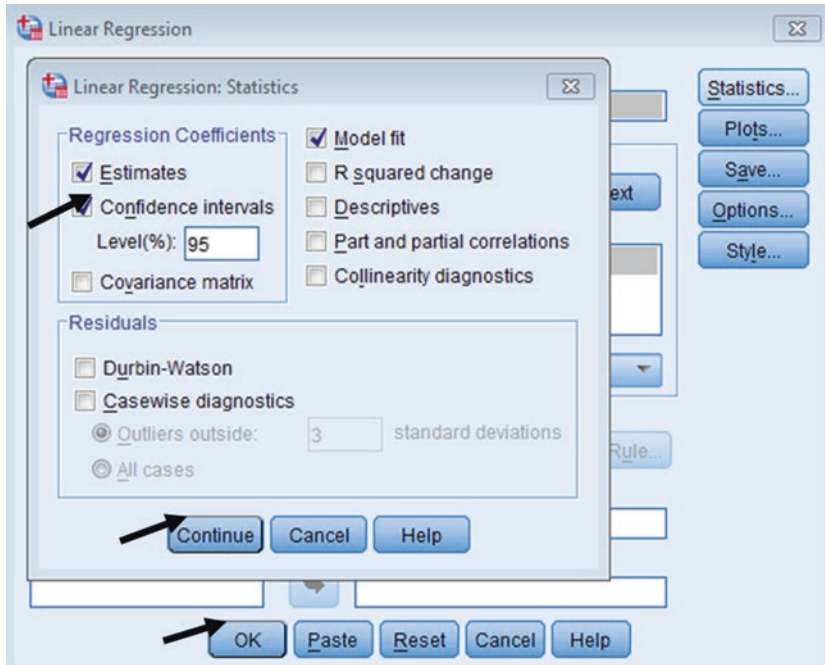 Linear Regression
Linear Regression: Statistics
Regression Coefficients
Estimates
Confidence intervals
Level(%): 95
Covariance matrix
Model fit
R squared change
Descriptives
Part and partial correlations
Collinearity diagnostics
Residuals
Durbin-Watson
Casewise diagnostics
Outliers outside: 3 standard deviations
All cases
Continue Cancel Help
Statistics...
Plots...
Save...
Options...
Style...
ext
Rule...
OK Paste Reset Cancel Help